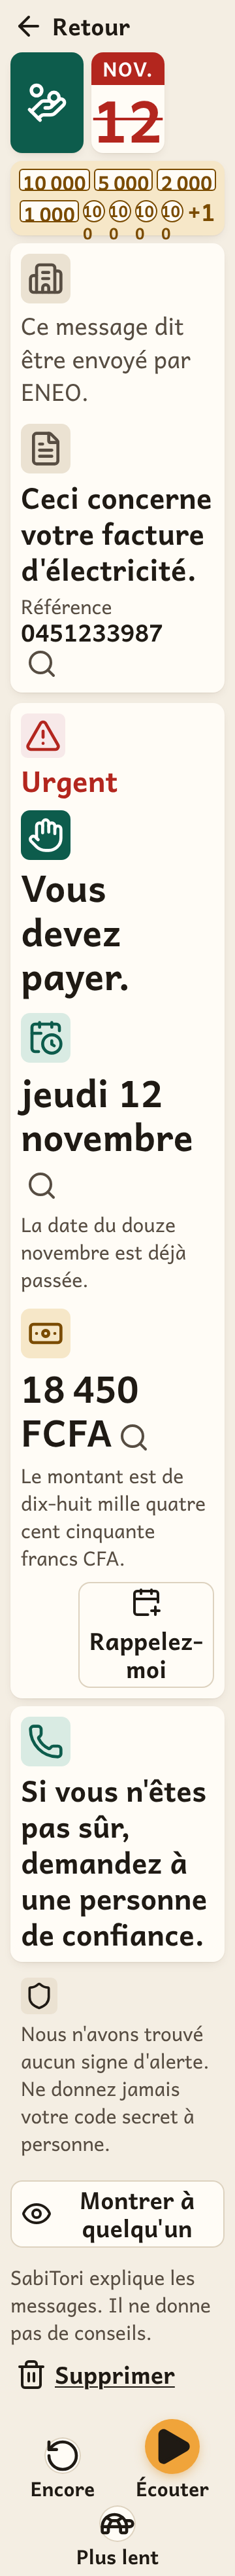 Retour
NOV.
12
10 000 5 000 2 000
1 000 100 100 100 100 +1
Ce message dit
être envoyé par
ENEO.
Ceci concerne
votre facture
d'électricité.
Référence
0451233987
Urgent
Vous
devez
payer.
jeudi 12
novembre
La date du douze
novembre est déjà
passée.
18 450
FCFA
Le montant est de
dix-huit mille quatre
cent cinquante
francs CFA.
Rappelez-
moi
Si vous n'êtes
pas sûr,
demandez à
une personne
de confiance.
Nous n'avons trouvé
aucun signe d'alerte.
Ne donnez jamais
votre code secret à
personne.
Montrer à
quelqu'un
SabiTori explique les
messages. Il ne donne
pas de conseils.
Supprimer
Encore Écouter
Plus lent